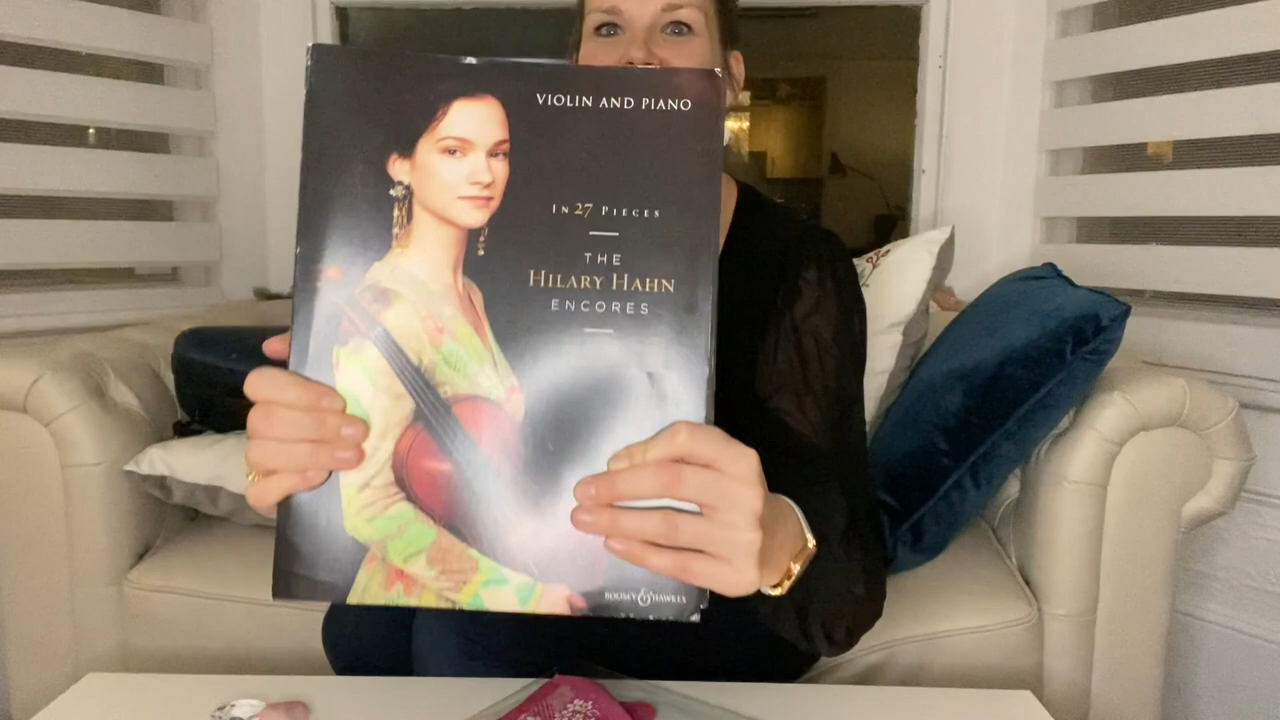 VIOLIN AND PIANO
IN 27 PIECES
THE
HILARY HAHN
ENCORES
BOOSEY & HAWKES